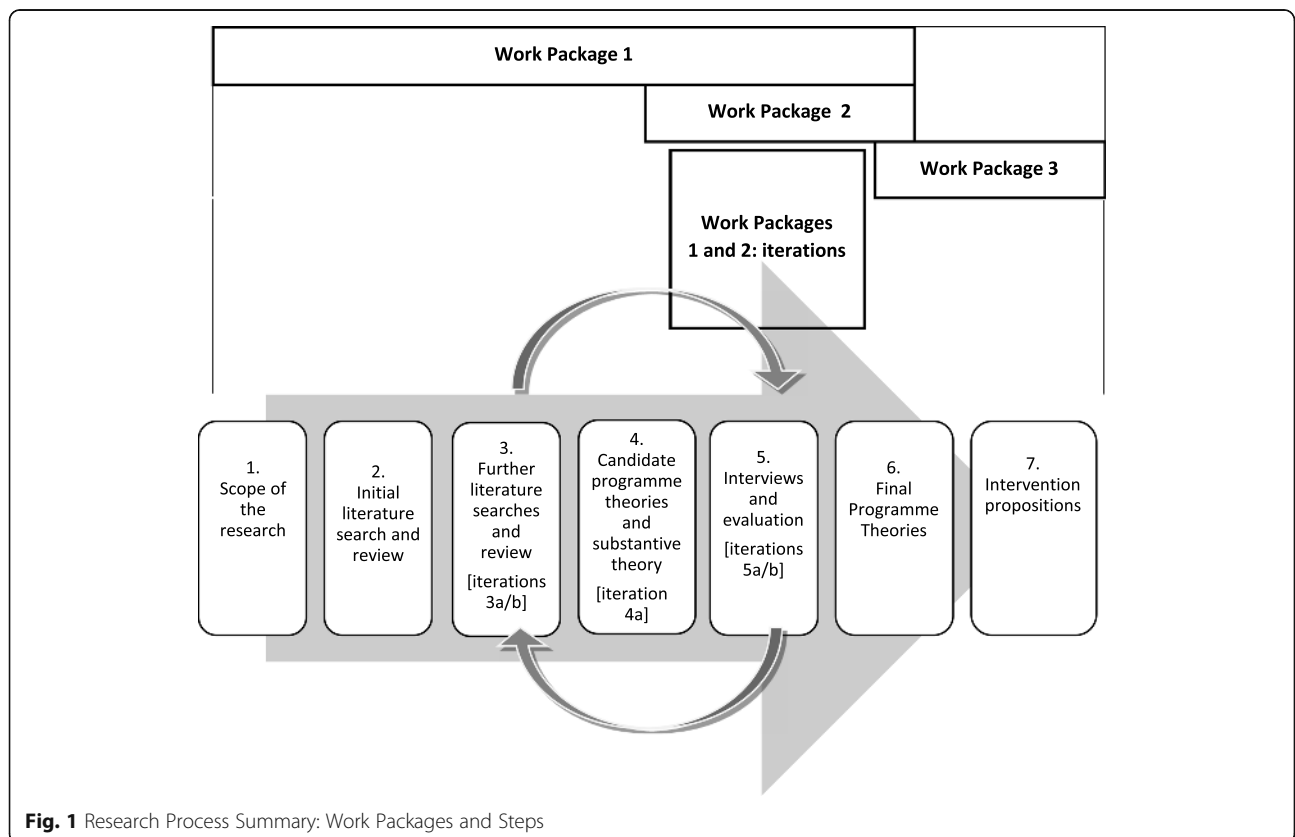 Work Package 1
Work Package 2
Work Package 3
Work Packages
1 and 2: iterations
1.
Scope of
the
research
2.
Initial
literature
search and
review
3.
Further
literature
searches
and
review
[iterations
3a/b]
4.
Candidate
programme
theories
and
substantive
theory
[iteration
4a]
5.
Interviews
and
evaluation
[iterations
5a/b]
6.
Final
Programme
Theories
7.
Intervention
propositions
Fig. 1 Research Process Summary: Work Packages and Steps